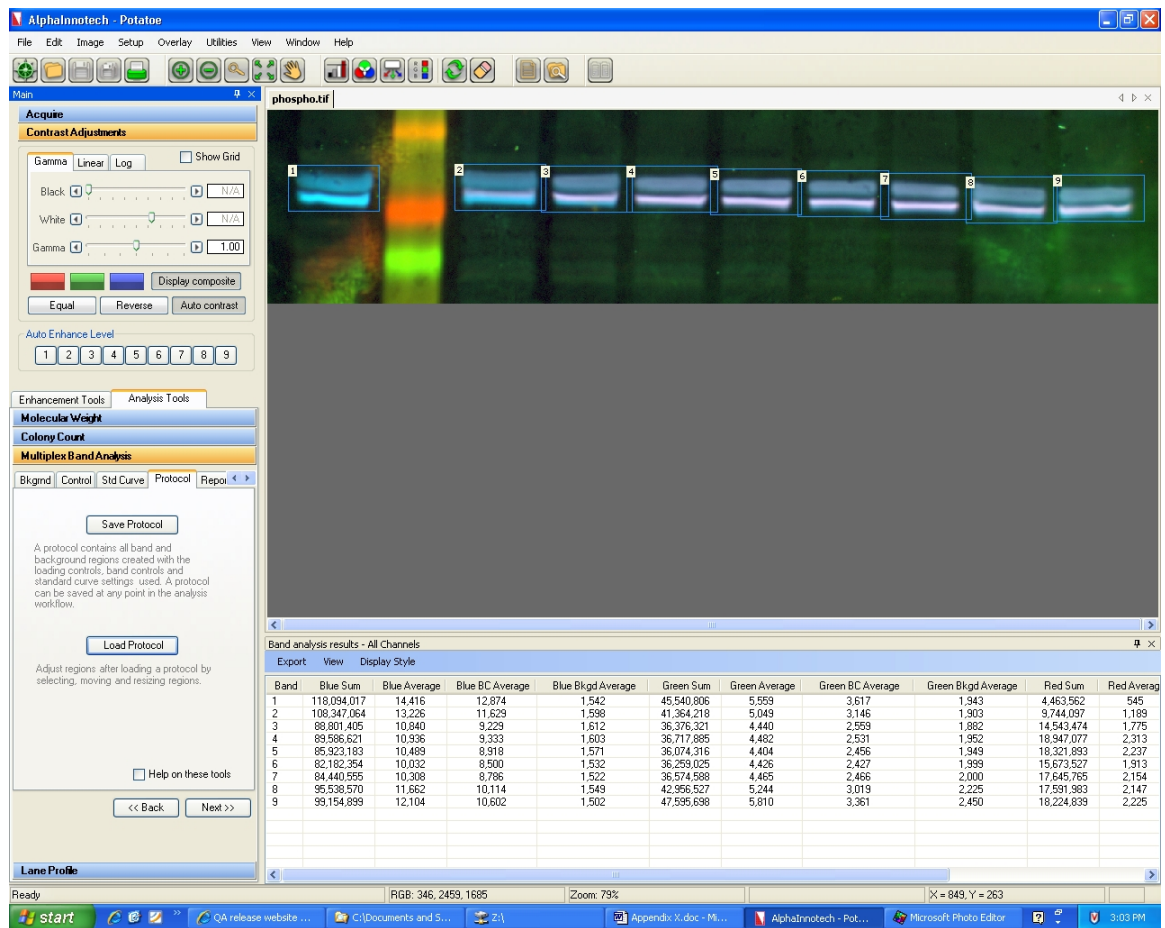 AlphaInnotech - Potatoe
File Edit Image Setup Overlay Utilities View Window Help
Main
phospho.tif
Acquire
Contrast Adjustments
Gamma Linear Log Show Grid
Black N/A
White N/A
Gamma 1.00
Display composite
Equal Reverse Auto contrast
Auto Enhance Level
1 2 3 4 5 6 7 8 9
1 2 3 4 5 6 7 8 9
Enhancement Tools Analysis Tools
Molecular Weight
Colony Count
Multiplex Band Analysis
Bkgrnd Control Std Curve Protocol Repor
Save Protocol
A protocol contains all band and
background regions created with the
loading controls, band controls and
standard curve settings used. A protocol
can be saved at any point in the analysis
workflow.
Load Protocol
Adjust regions after loading a protocol by
selecting, moving and resizing regions.
Help on these tools
<< Back Next >>
Lane Profile
Band analysis results - All Channels
Export View Display Style
Band Blue Sum Blue Average Blue BC Average Blue Bkgd Average Green Sum Green Average Green BC Average Green Bkgd Average Red Sum Red Averag
1 118,094,017 14,416 12,874 1,542 45,540,806 5,559 3,617 1,943 4,463,562 545
2 108,347,064 13,226 11,629 1,598 41,364,218 5,049 3,146 1,903 9,744,097 1,189
3 88,801,405 10,840 9,229 1,612 36,376,321 4,440 2,559 1,882 14,543,474 1,775
4 89,586,621 10,936 9,333 1,603 36,717,885 4,482 2,531 1,952 18,947,077 2,313
5 85,923,183 10,489 8,918 1,571 36,074,316 4,404 2,456 1,949 18,321,893 2,237
6 82,182,354 10,032 8,500 1,532 36,259,025 4,426 2,427 1,999 15,673,527 1,913
7 84,440,555 10,308 8,786 1,522 36,574,588 4,465 2,466 2,000 17,645,765 2,154
8 95,538,570 11,662 10,114 1,549 42,956,527 5,244 3,019 2,225 17,591,983 2,147
9 99,154,899 12,104 10,602 1,502 47,595,698 5,810 3,361 2,450 18,224,839 2,225
Ready RGB: 346, 2459, 1685 Zoom: 79% X = 849, Y = 263
start QA release website ... C:\Documents and S... Z:\ Appendix X.doc - Mi... AlphaInnotech - Pot... Microsoft Photo Editor 3:03 PM